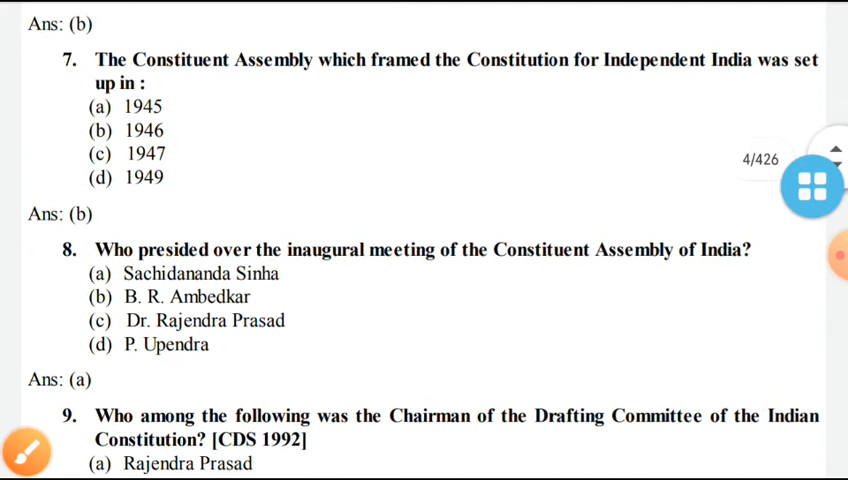 Ans: (b)
7. The Constituent Assembly which framed the Constitution for Independent India was set
up in :
(a) 1945
(b) 1946
(c) 1947
(d) 1949
4/426
Ans: (b)
8. Who presided over the inaugural meeting of the Constituent Assembly of India?
(a) Sachidananda Sinha
(b) B. R. Ambedkar
(c) Dr. Rajendra Prasad
(d) P. Upendra
Ans: (a)
9. Who among the following was the Chairman of the Drafting Committee of the Indian
Constitution? [CDS 1992]
(a) Rajendra Prasad